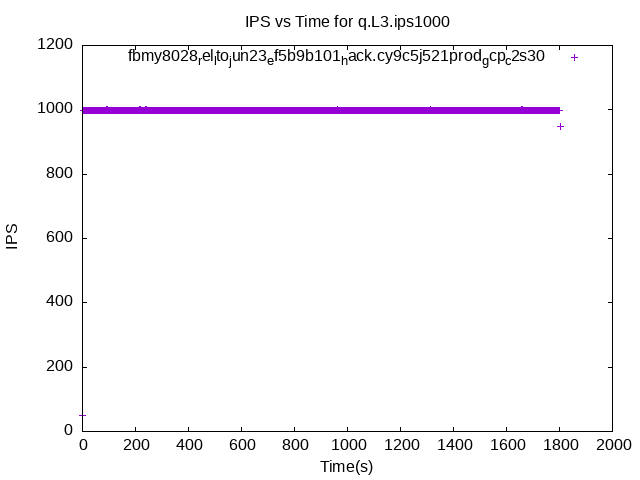 IPS vs Time for q.L3.ips1000
1200
fbmy8028relltojun23ef5b9b101hack.cy9c5j521prodgcpc2s30
1000
800
600
400
200
0
IPS
0 200 400 600 800 1000 1200 1400 1600 1800 2000
Time(s)